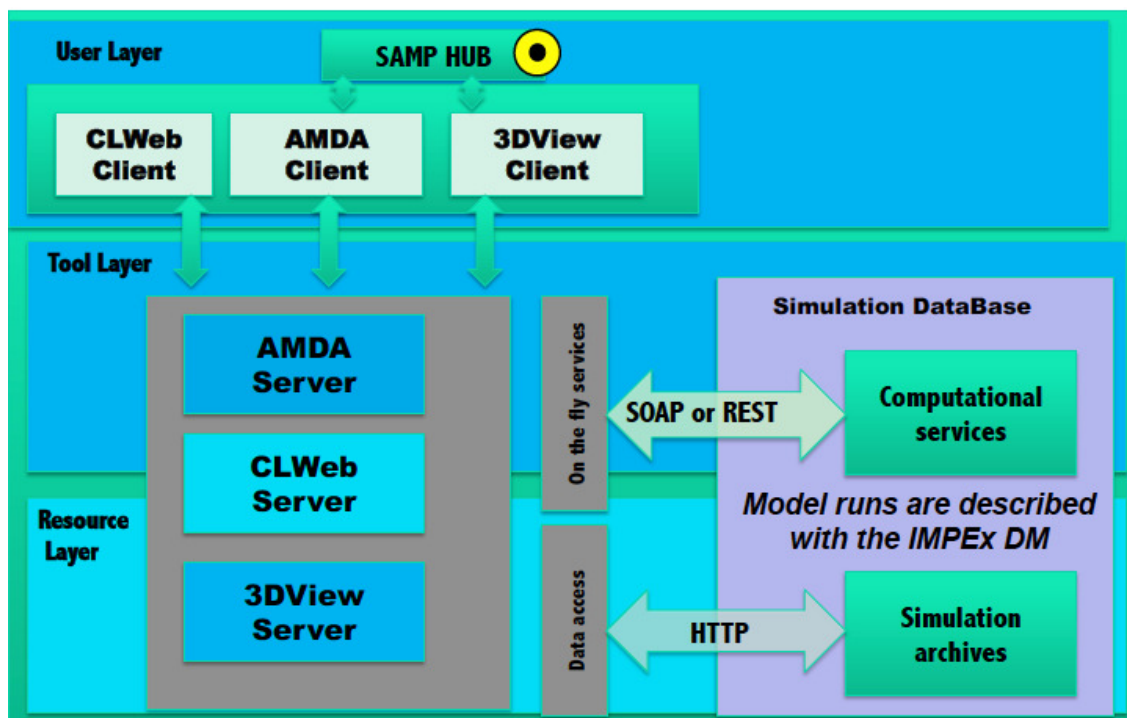 User Layer
SAMP HUB
CLWeb
Client
AMDA
Client
3DView
Client
Tool Layer
AMDA
Server
CLWeb
Server
3DView
Server
Resource
Layer
On the fly services
Data access
SOAP or REST
HTTP
Simulation DataBase
Computational
services
Model runs are described
with the IMPEx DM
Simulation
archives